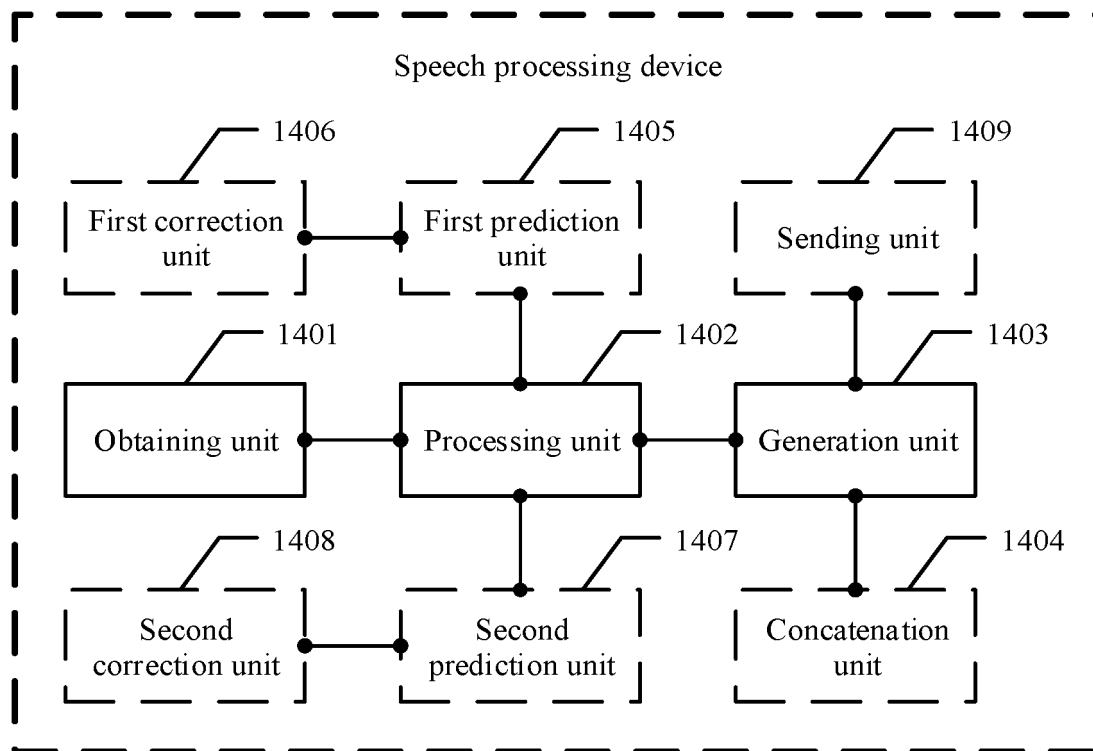 Speech processing device
1406
1405
1409
First correction
unit
First prediction
unit
Sending unit
1401
1402
1403
Obtaining unit
Processing unit
Generation unit
1408
1407
1404
Second
correction unit
Second
prediction unit
Concatenation
unit